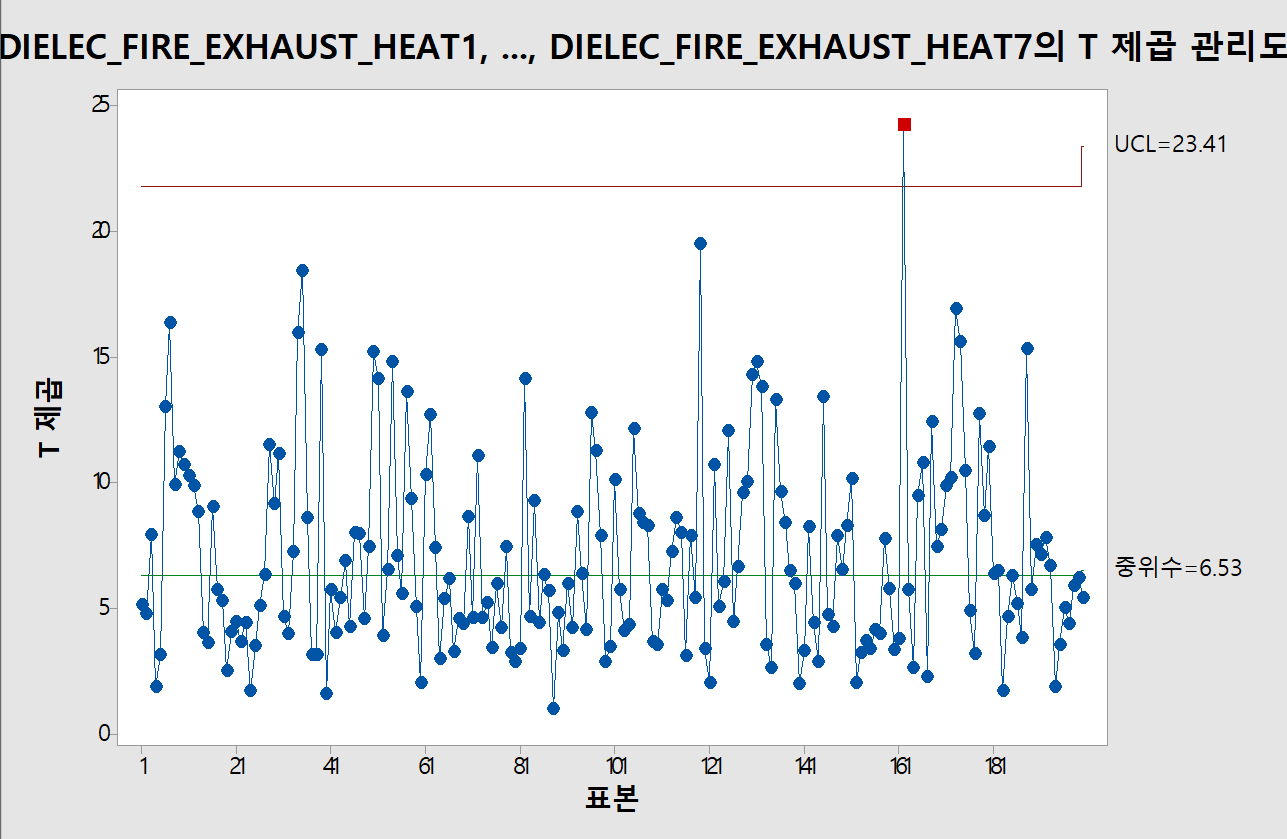 DIELEC_FIRE_EXHAUST_HEAT1, ..., DIELEC_FIRE_EXHAUST_HEAT7의 T 제곱 관리도
25
UCL=23.41
20
15
T 제곱
10
중위수=6.53
5
0
1 21 41 61 81 101 121 141 161 181
표본